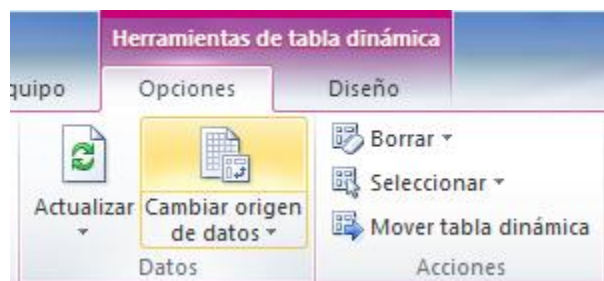 Herramientas de tabla dinámica
quipo Opciones Diseño
Actualizar
Cambiar origen
de datos
Borrar
Seleccionar
Mover tabla dinámica
Datos
Acciones